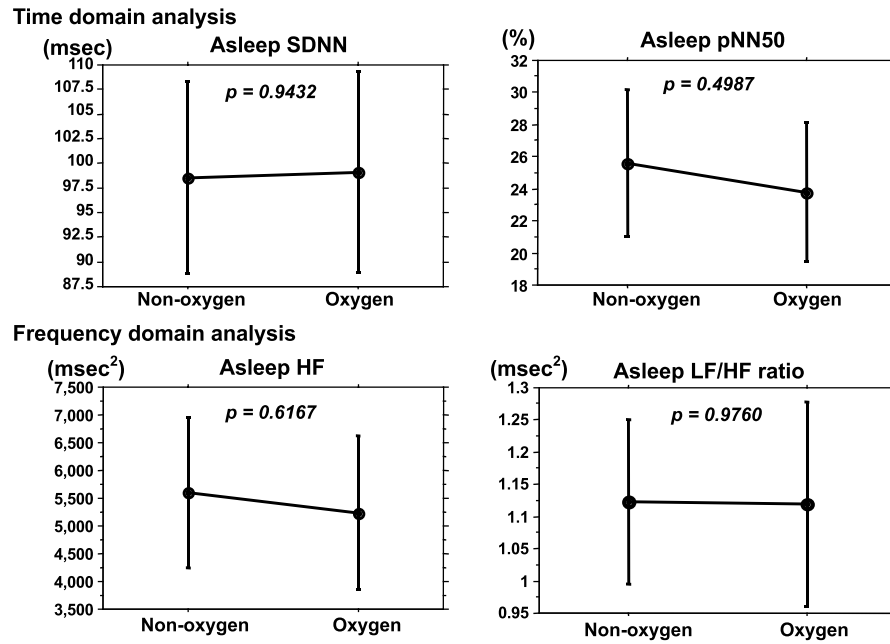 Time domain analysis
(msec)
Asleep SDNN
110
107.5
105
102.5
100
97.5
95
92.5
90
87.5
p = 0.9432
Non-oxygen
Oxygen
(%)
Asleep pNN50
32
30
28
26
24
22
20
18
p = 0.4987
Non-oxygen
Oxygen
Frequency domain analysis
(msec²)
Asleep HF
7,500
7,000
6,500
6,000
5,500
5,000
4,500
4,000
3,500
p = 0.6167
Non-oxygen
Oxygen
(msec²)
Asleep LF/HF ratio
1.3
1.25
1.2
1.15
1.1
1.05
1
0.95
p = 0.9760
Non-oxygen
Oxygen